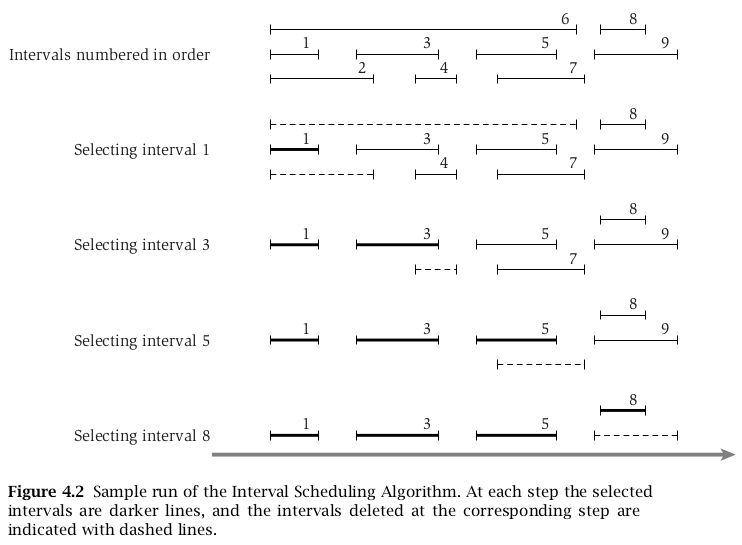 6 8
Intervals numbered in order 1 3 5 9
2 4 7
8
Selecting interval 1 1 3 5 9
4 7
8
Selecting interval 3 1 3 5 9
7
8
Selecting interval 5 1 3 5 9
8
Selecting interval 8 1 3 5
Figure 4.2 Sample run of the Interval Scheduling Algorithm. At each step the selected
intervals are darker lines, and the intervals deleted at the corresponding step are
indicated with dashed lines.